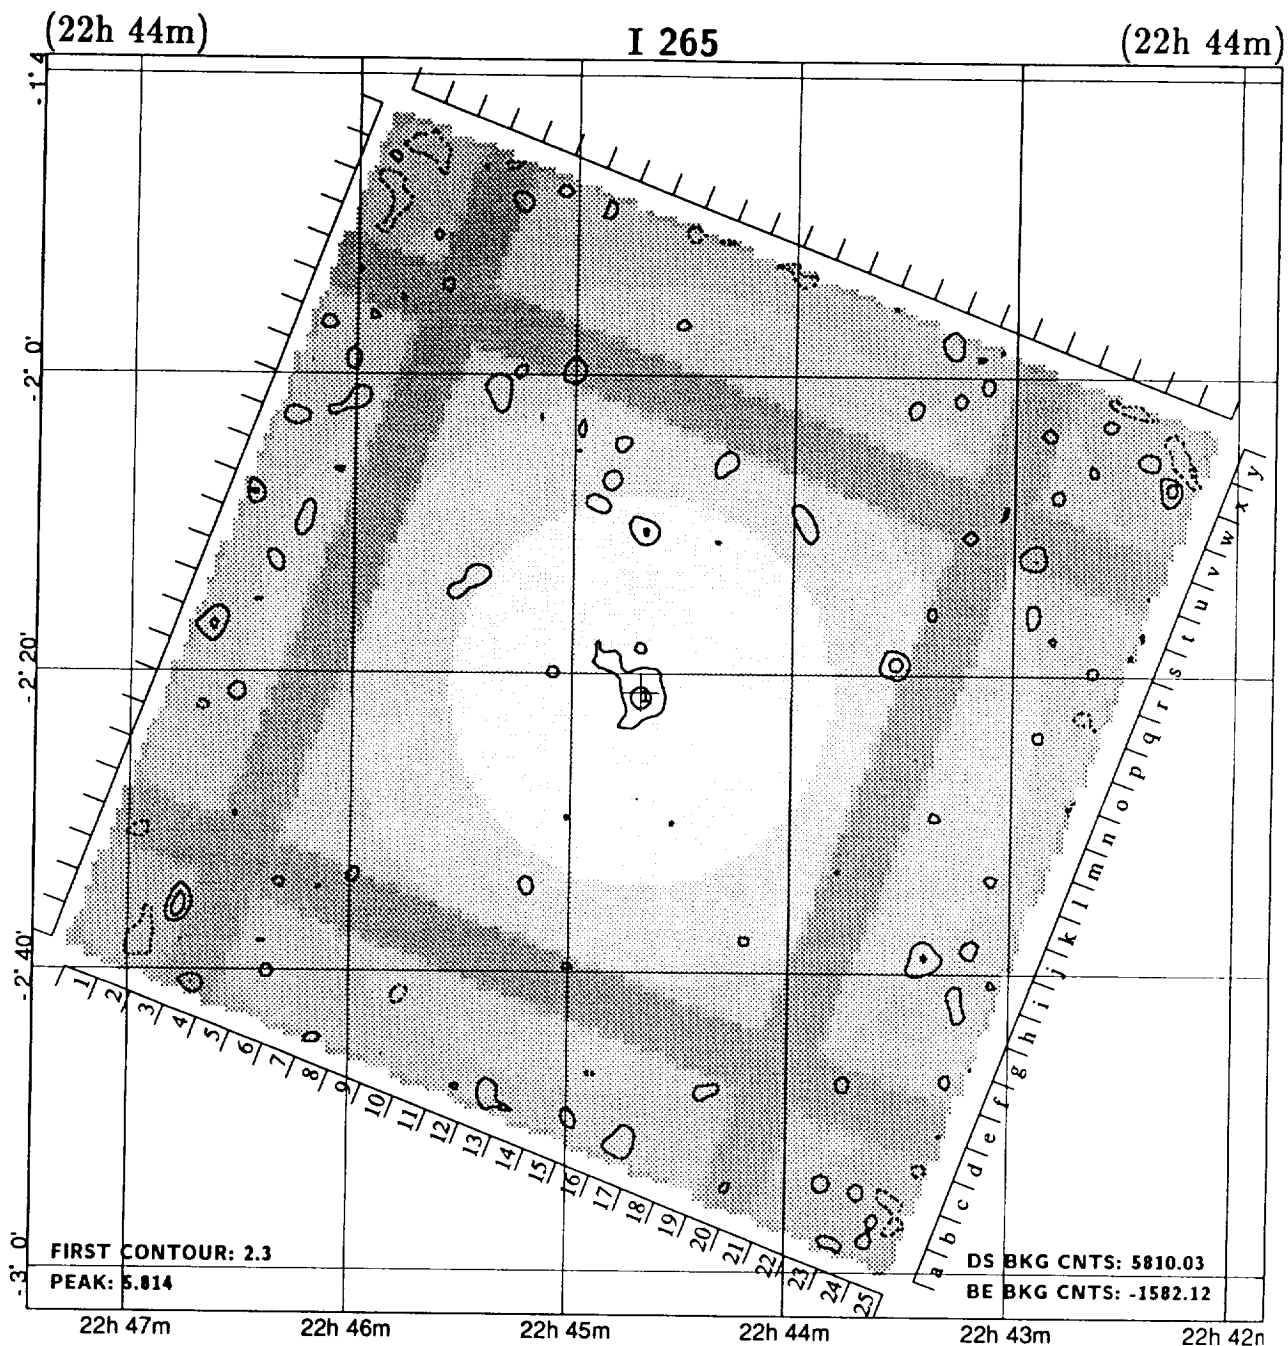 (22h 44m) I 265 (22h 44m)
-1° 4
-2° 0'
-2° 20'
-2° 40'
-3° 0'
1 2 3 4 5 6 7 8 9 10 11 12 13 14 15 16 17 18 19 20 21 22 23 24 25
a b c d e f g h i j k l m n o p q r s t u v w x y
1
FIRST CONTOUR: 2.3
PEAK: 5.814
DS BKG CNTS: 5810.03
BE BKG CNTS: -1582.12
22h 47m 22h 46m 22h 45m 22h 44m 22h 43m 22h 42m